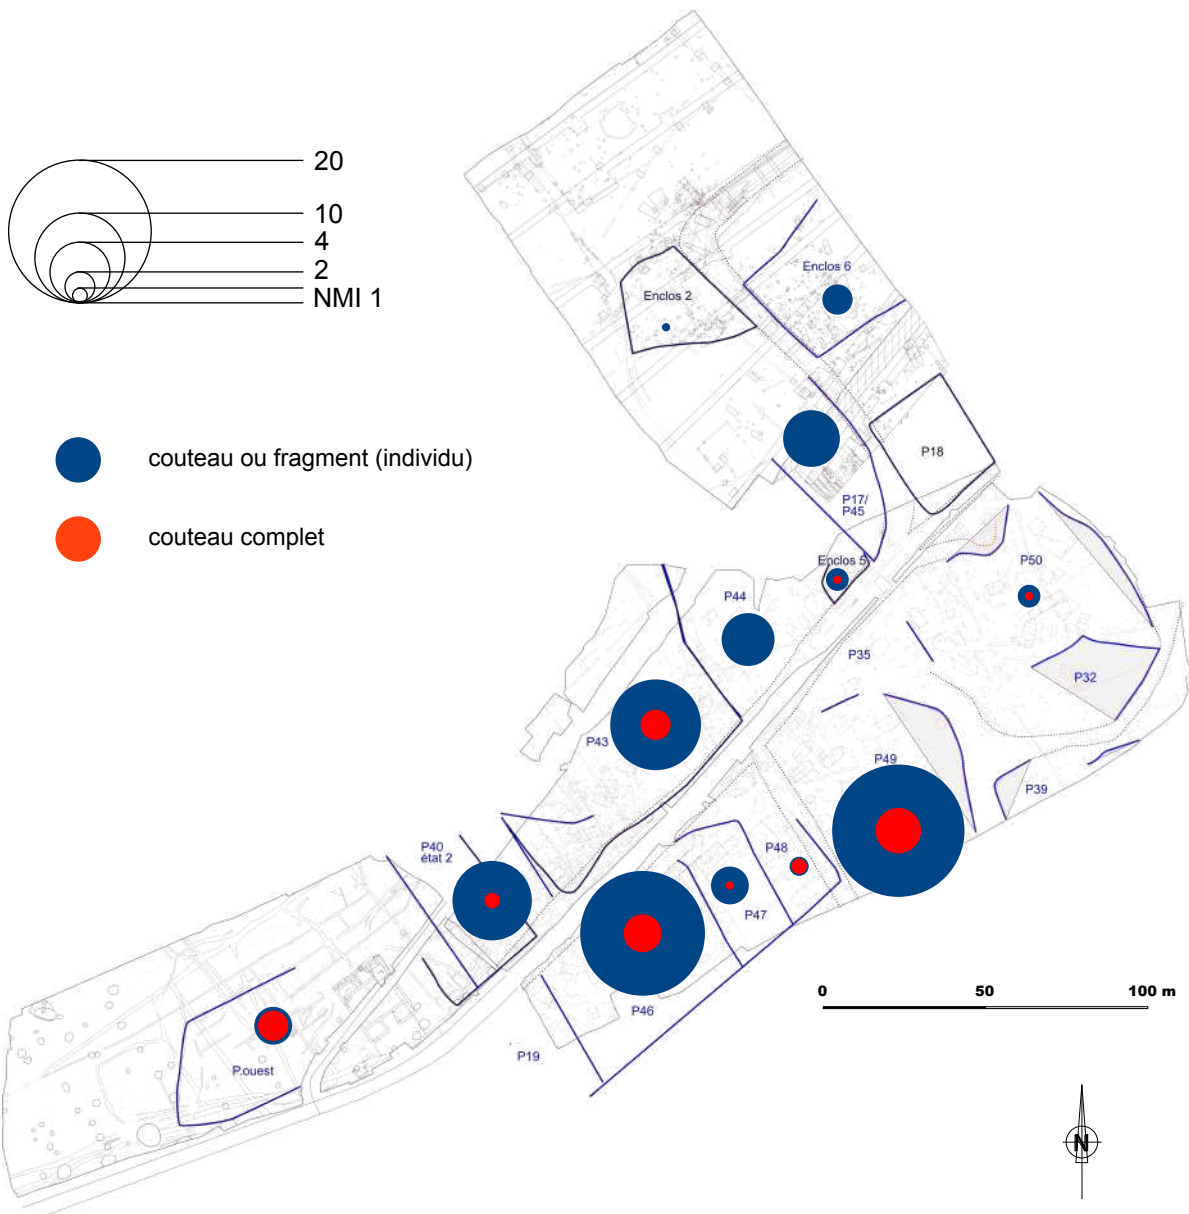 20
10
4
2
NMI 1
couteau ou fragment (individu)
couteau complet
Enclos 6
Enclos 2
P18
P17/
P45
Enclos 5
P50
P44
P35
P32
P43
P49
P39
P40
état 2
P48
P47
P46
P19
P.ouest
0 50 100 m
N